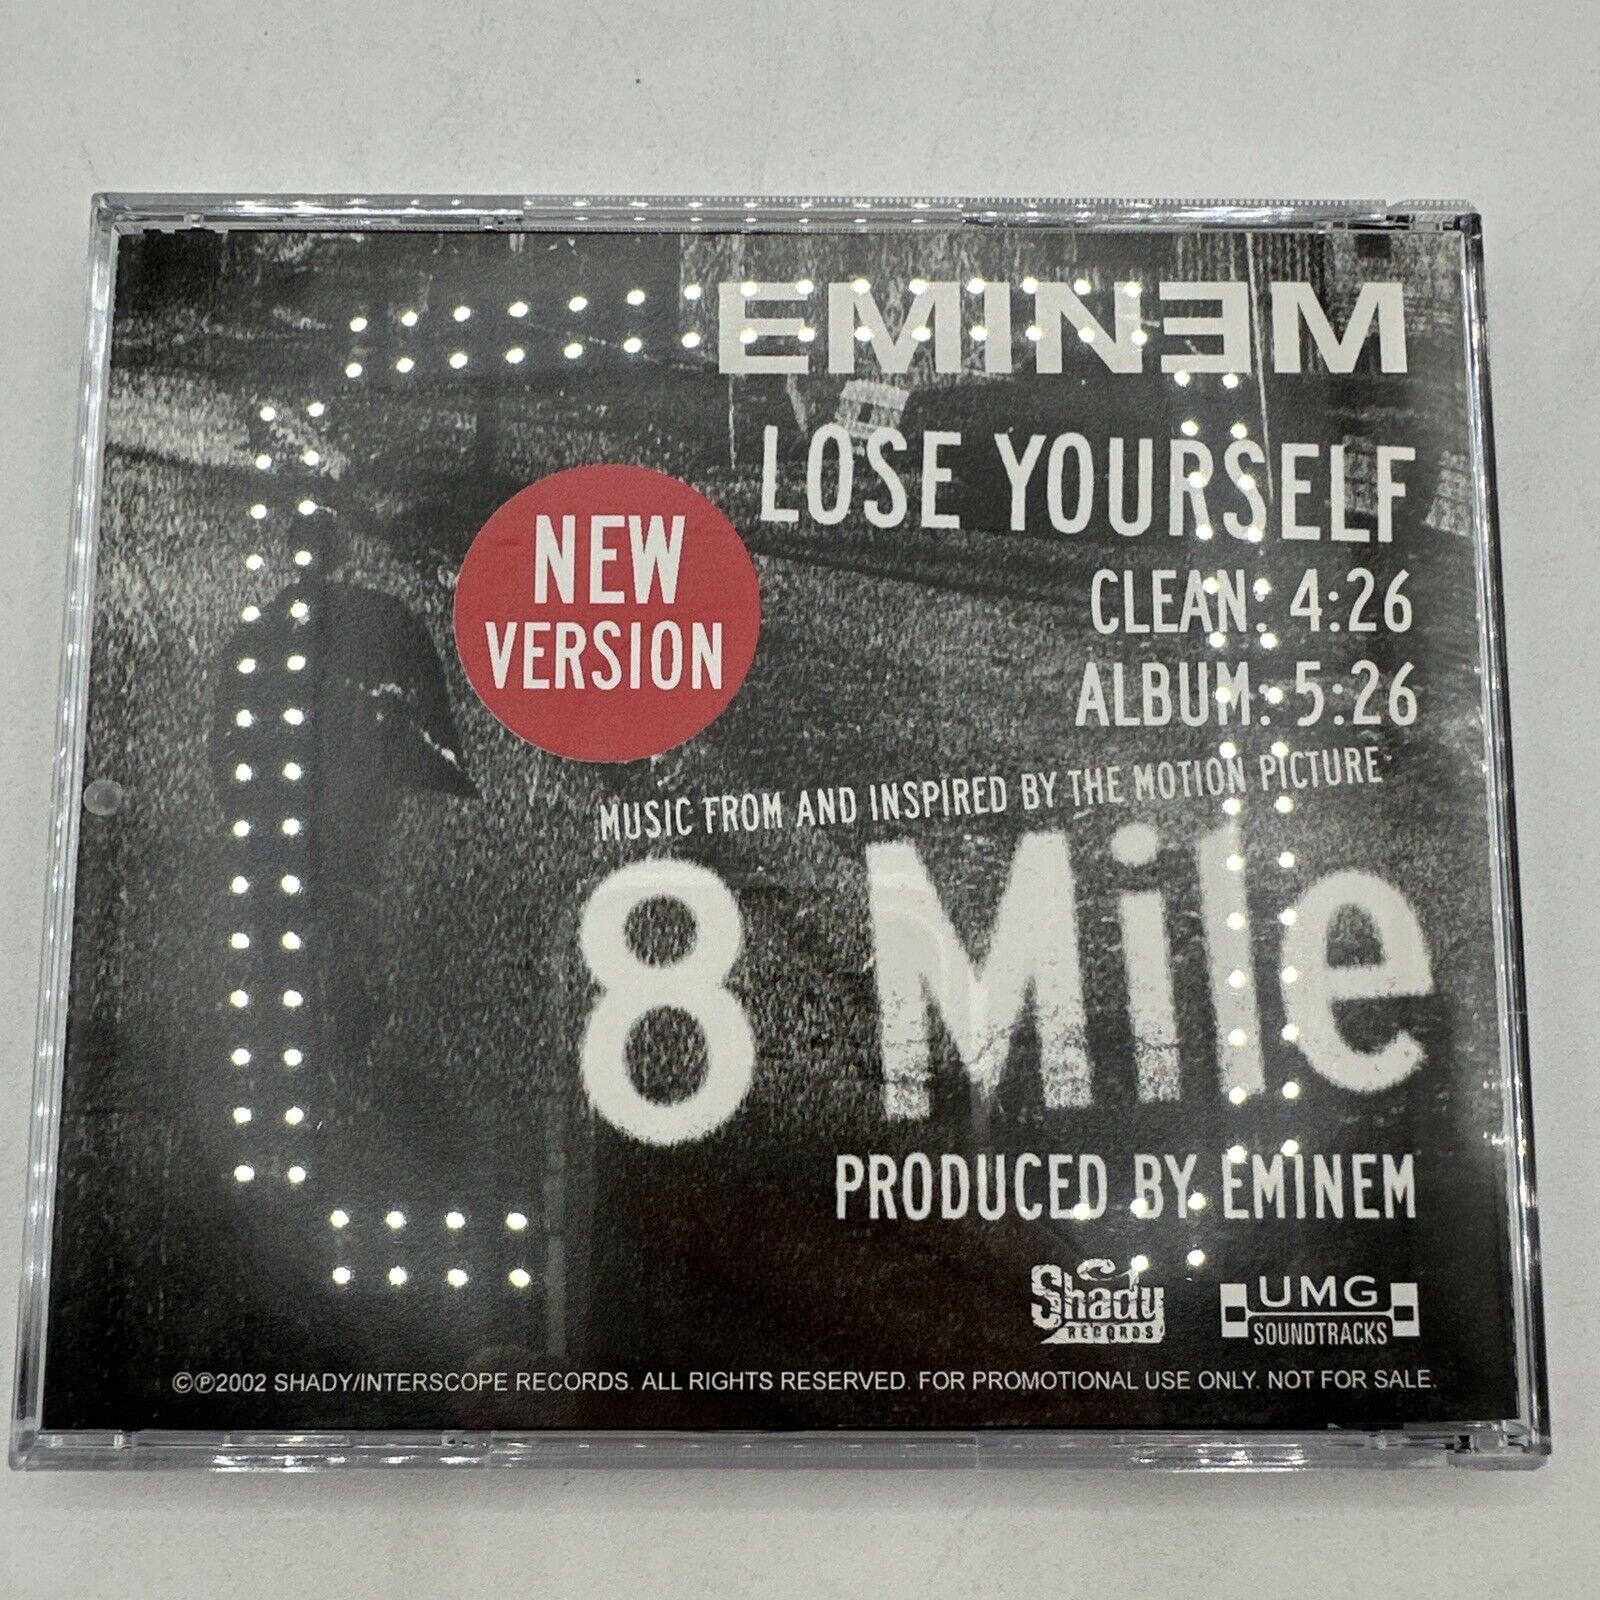 EMINƎM
LOSE YOURSELF
CLEAN: 4:26
ALBUM: 5:26
NEW
VERSION
MUSIC FROM AND INSPIRED BY THE MOTION PICTURE
8 Mile
PRODUCED BY EMINEM
Shady
RECORDS
UMG
SOUNDTRACKS
©℗2002 SHADY/INTERSCOPE RECORDS. ALL RIGHTS RESERVED. FOR PROMOTIONAL USE ONLY. NOT FOR SALE.